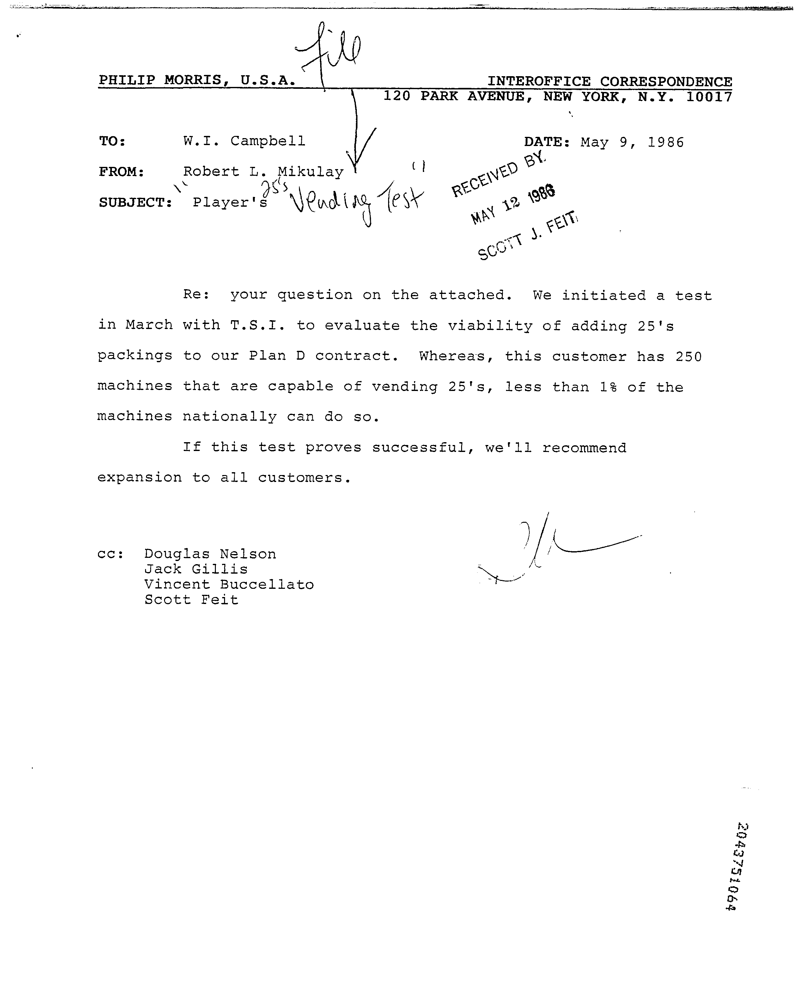 file
PHILIP MORRIS, U.S.A. INTEROFFICE CORRESPONDENCE
120 PARK AVENUE, NEW YORK, N.Y. 10017
TO: W.I. Campbell DATE: May 9, 1986
FROM: Robert L. Mikulay
SUBJECT: "Player's 25's Vending Test"
RECEIVED BY.
MAY 12 1986
SCOTT J. FEIT
Re: your question on the attached. We initiated a test
in March with T.S.I. to evaluate the viability of adding 25's
packings to our Plan D contract. Whereas, this customer has 250
machines that are capable of vending 25's, less than 1% of the
machines nationally can do so.
If this test proves successful, we'll recommend
expansion to all customers.
cc: Douglas Nelson
Jack Gillis
Vincent Buccellato
Scott Feit
2043751064